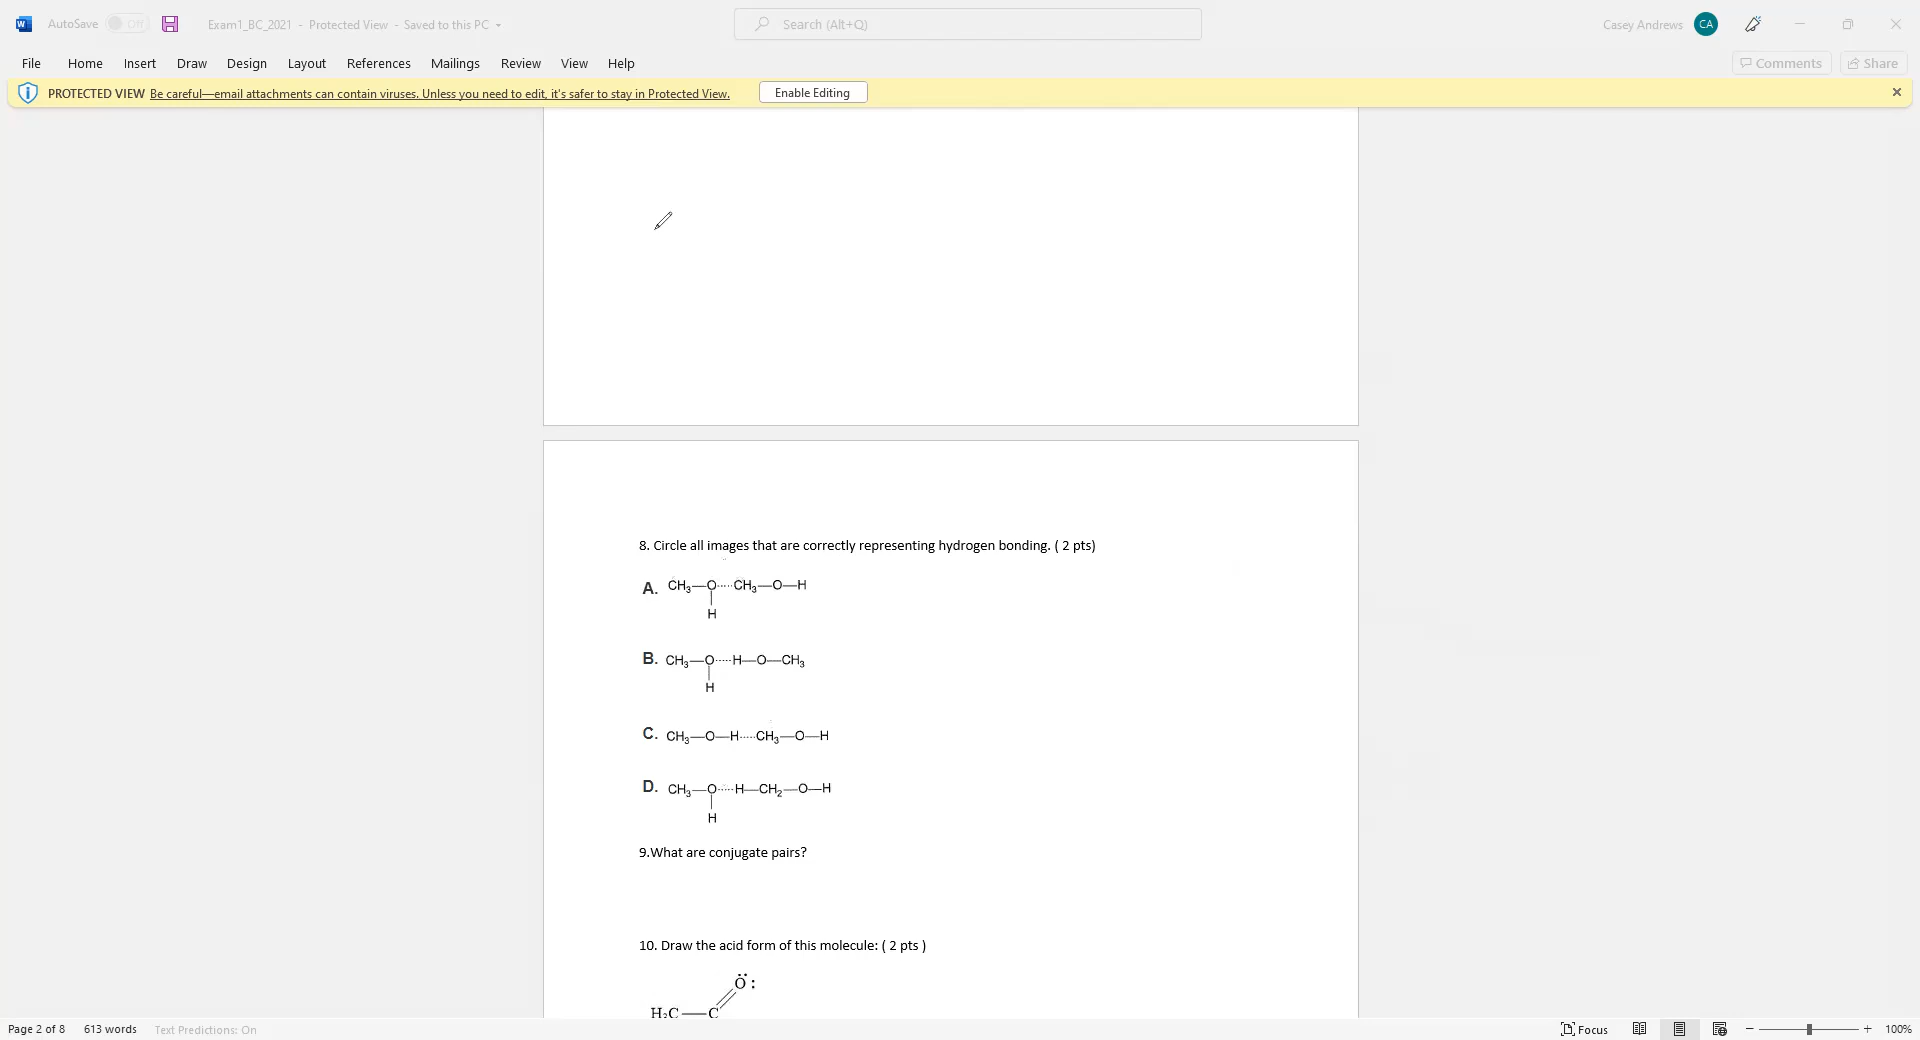 AutoSave Off Exam1_BC_2021 - Protected View - Saved to this PC Search (Alt+Q) Casey Andrews CA
File Home Insert Draw Design Layout References Mailings Review View Help Comments Share
PROTECTED VIEW Be careful—email attachments can contain viruses. Unless you need to edit, it's safer to stay in Protected View. Enable Editing
8. Circle all images that are correctly representing hydrogen bonding. ( 2 pts)
A. CH₃—O·····CH₃—O—H
H
B. CH₃—O·····H—O—CH₃
H
C. CH₃—O—H·····CH₃—O—H
D. CH₃—O·····H—CH₂—O—H
H
9.What are conjugate pairs?
10. Draw the acid form of this molecule: ( 2 pts )
O:
H₃C—C
Page 2 of 8 613 words Text Predictions: On Focus 100%